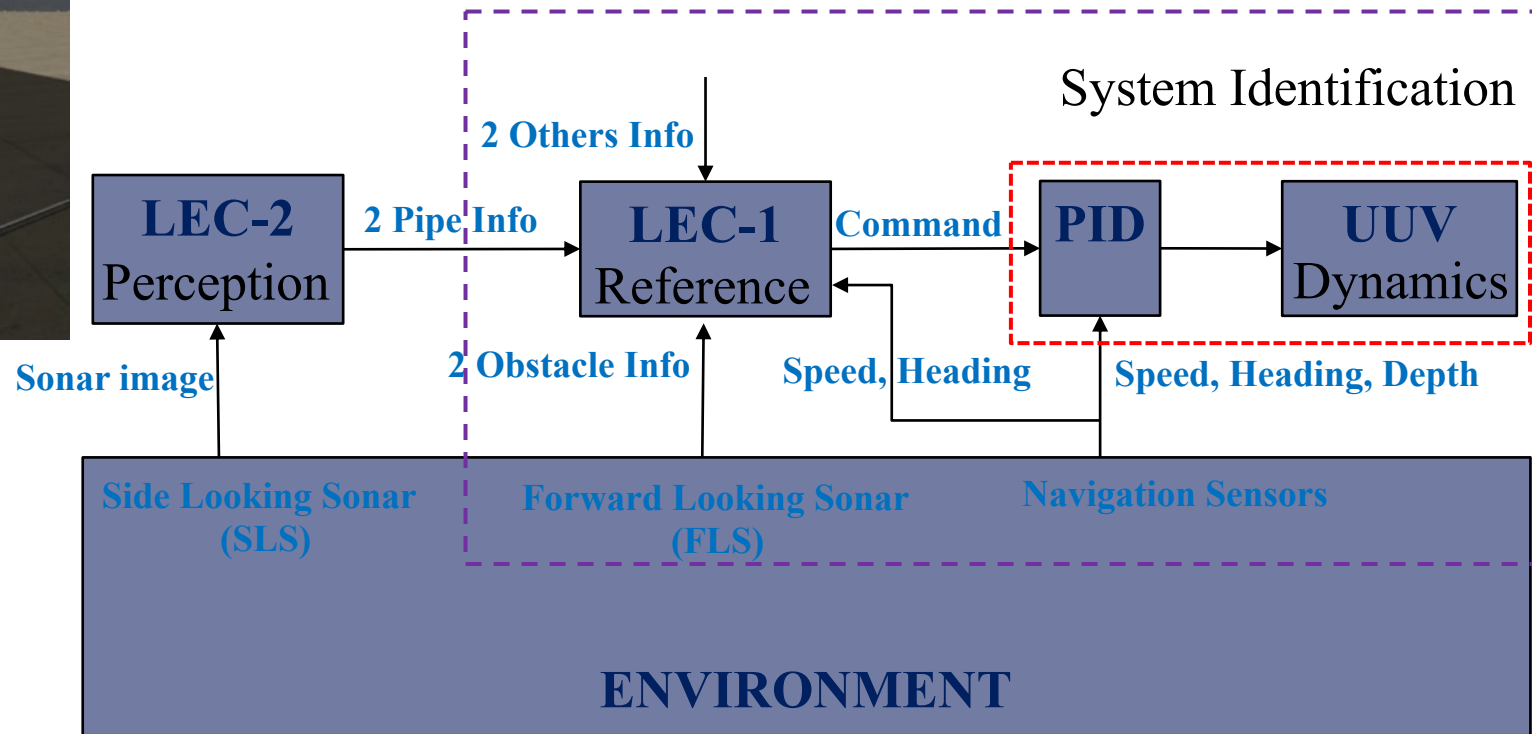 System Identification
2 Others Info
LEC-2
Perception
2 Pipe Info
LEC-1
Reference
Command
PID
UUV
Dynamics
Sonar image
2 Obstacle Info
Speed, Heading
Speed, Heading, Depth
Side Looking Sonar
(SLS)
Forward Looking Sonar
(FLS)
Navigation Sensors
ENVIRONMENT